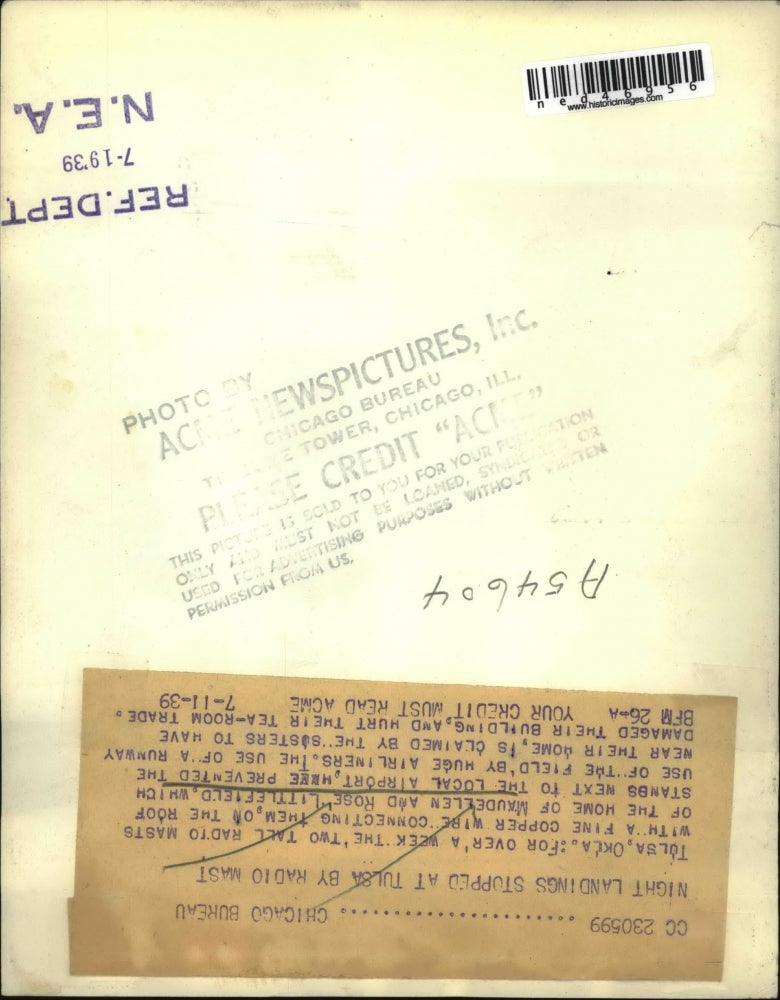 ned46956
www.historicimages.com
N.E.A.
7-19'39
REF.DEPT.
PHOTO BY
ACME NEWSPICTURES, Inc.
CHICAGO BUREAU
TRIBUNE TOWER, CHICAGO, ILL.
PLEASE CREDIT "ACME"
THIS PICTURE IS SOLD TO YOU FOR YOUR PUBLICATION
ONLY AND MUST NOT BE LOANED, SYNDICATED OR
USED FOR ADVERTISING PURPOSES WITHOUT WRITTEN
PERMISSION FROM US.
A54604
CC 230599 .................... CHICAGO BUREAU
NIGHT LANDINGS STOPPED AT TULSA BY RADIO MAST
TULSA, OKLA.:FOR OVER A WEEK THE TWO TALL RADIO MASTS
WITH A FINE COPPER WIRE CONNECTING THEM, ON THE ROOF
OF THE HOME OF MAUDELLEN AND ROSE LITTLEFIELD, WHICH
STANDS NEXT TO THE LOCAL AIRPORT, PREVENTED THE
USE OF THE FIELD BY HUGE AIRLINERS. THE USE OF A RUNWAY
NEAR THEIR HOME, IS CLAIMED BY THE SISTERS TO HAVE
DAMAGED THEIR BUILDING, AND HURT THEIR TEA-ROOM TRADE.
BFM 26-A YOUR CREDIT MUST READ ACME 7-11-39